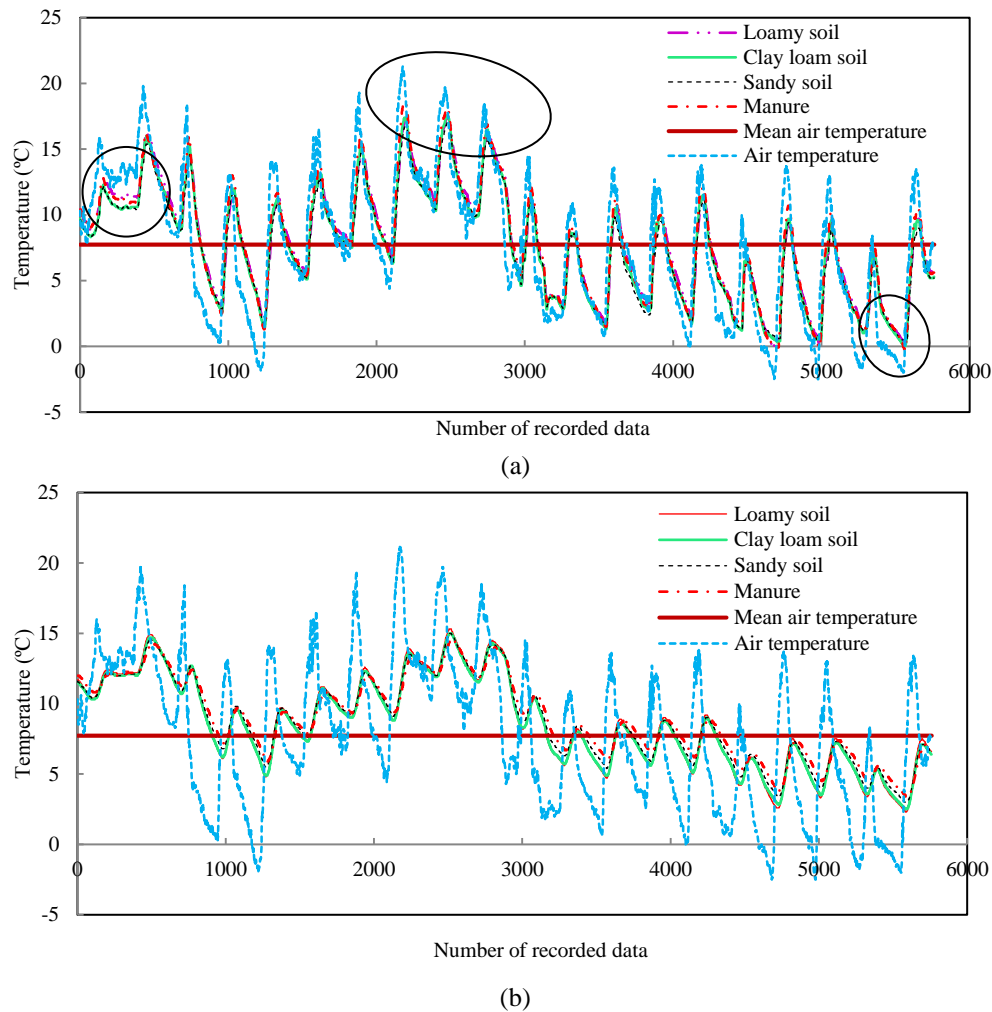 25
20
15
10
5
0
-5
Temperature (ºC)
Loamy soil
Clay loam soil
Sandy soil
Manure
Mean air temperature
Air temperature
0 1000 2000 3000 4000 5000 6000
Number of recorded data
(a)
25
20
15
10
5
0
-5
Temperature (ºC)
Loamy soil
Clay loam soil
Sandy soil
Manure
Mean air temperature
Air temperature
0 1000 2000 3000 4000 5000 6000
Number of recorded data
(b)